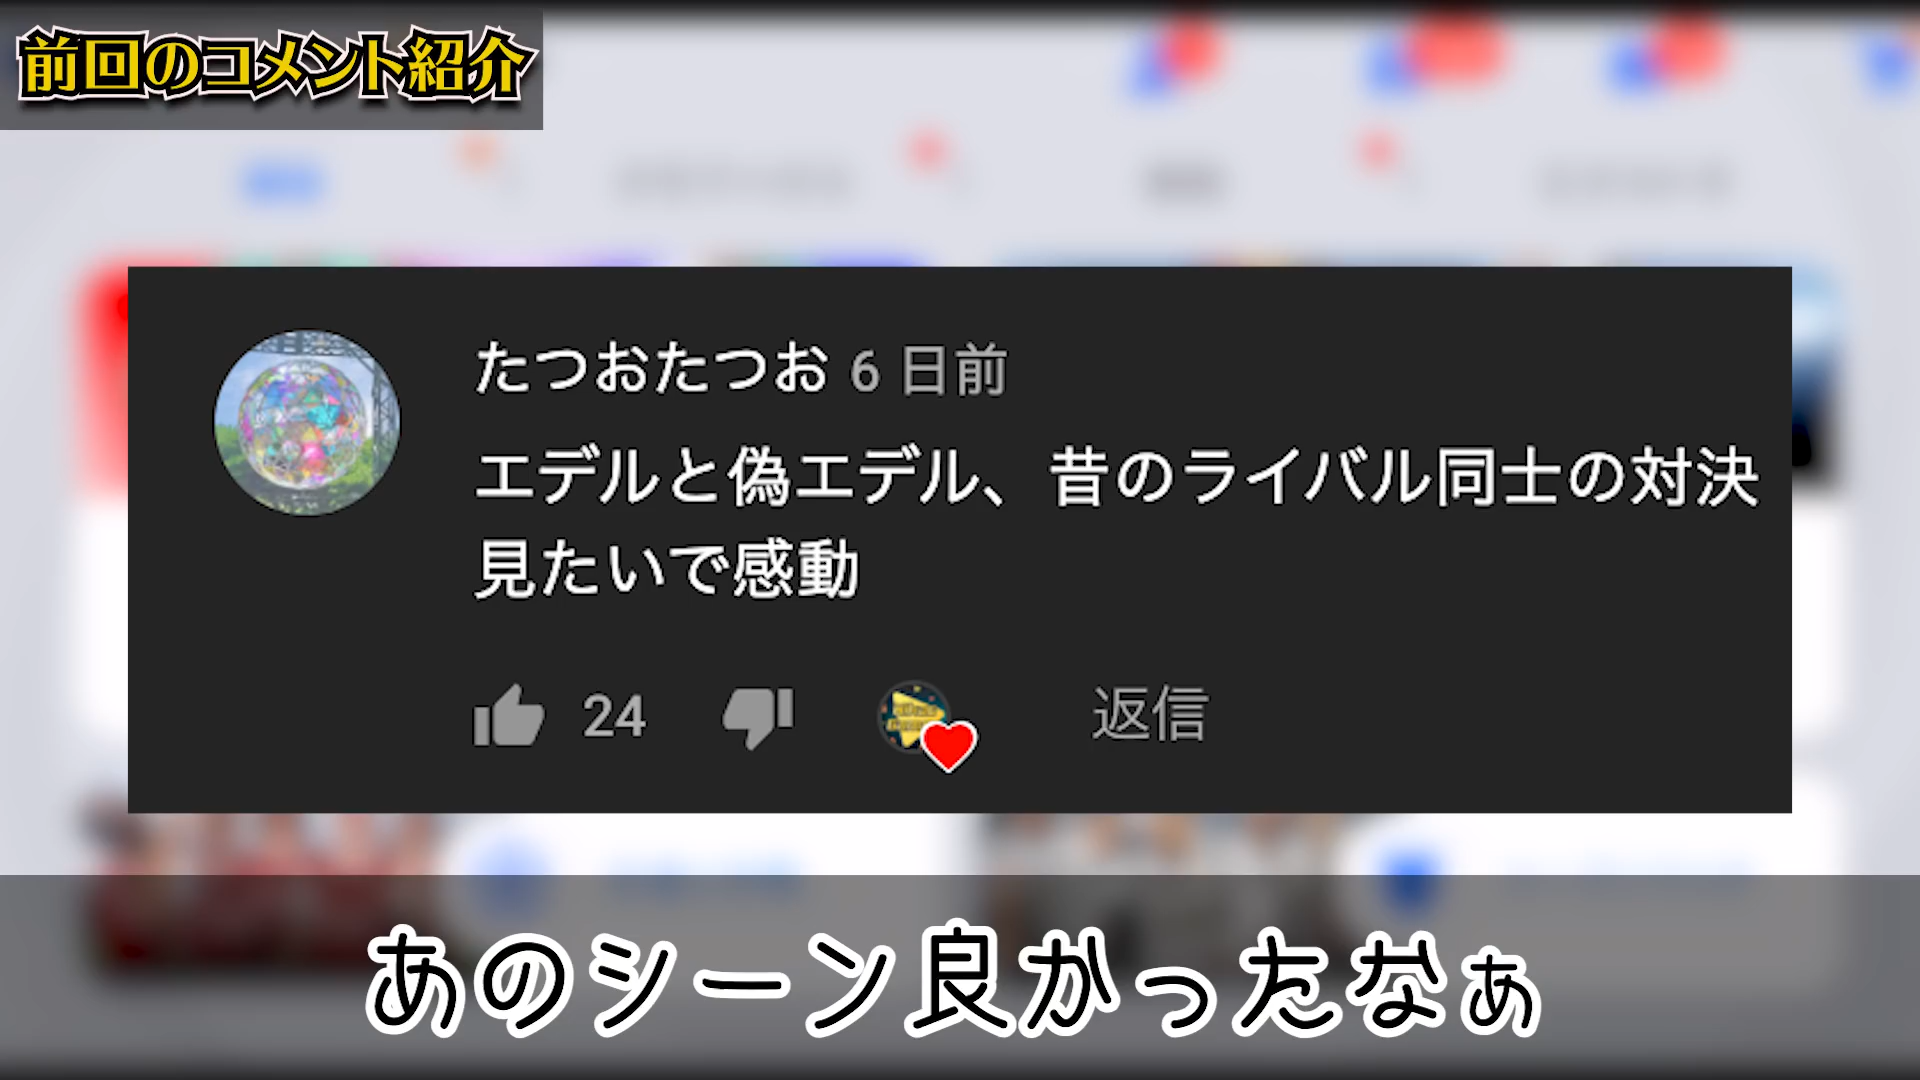 前回のコメント紹介
たつおたつお 6 日前
エデルと偽エデル、昔のライバル同士の対決
見たいで感動
24
返信
あのシーン良かったなぁ